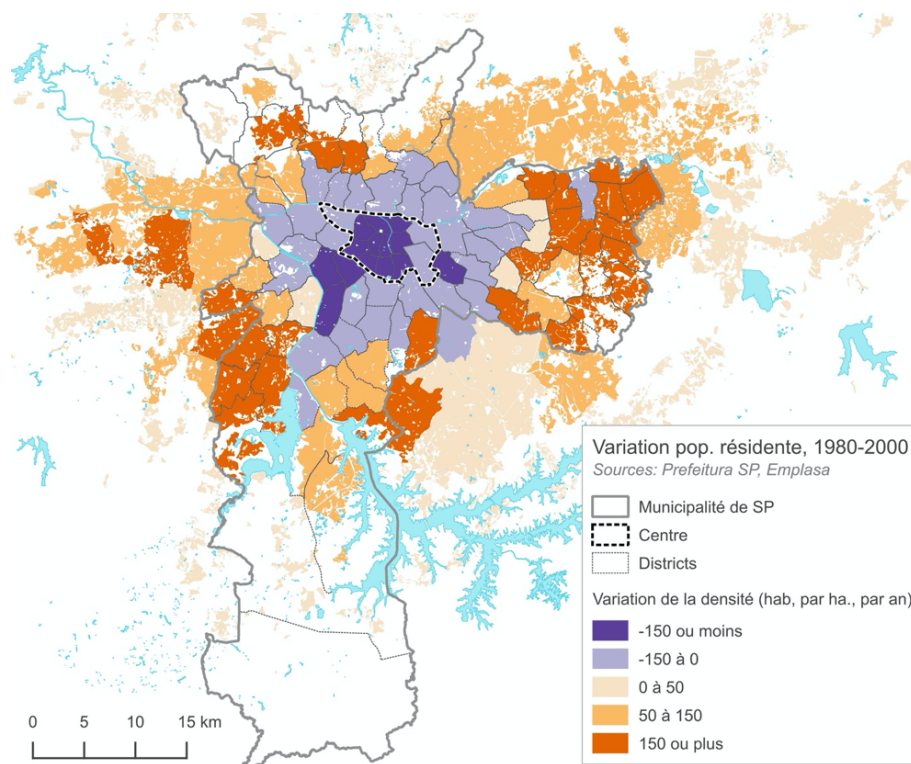 Variation pop. résidente, 1980-2000
Sources: Prefeitura SP, Emplasa
Municipalité de SP
Centre
Districts
Variation de la densité (hab, par ha., par an)
-150 ou moins
-150 à 0
0 à 50
50 à 150
150 ou plus
0 5 10 15 km